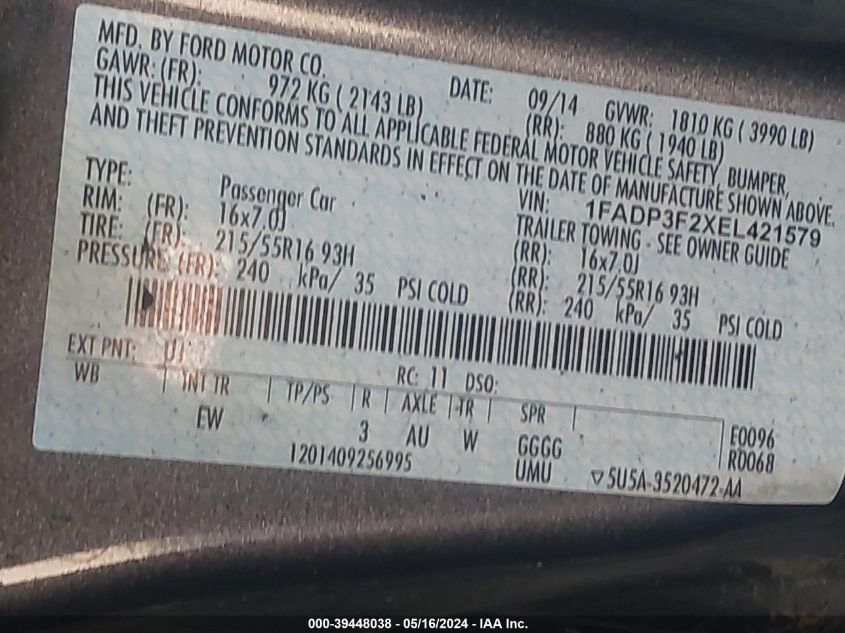 MFD. BY FORD MOTOR CO.
DATE: 09/14 GVWR: 1810 KG ( 3990 LB)
GAWR: (FR): 972 KG ( 2143 LB) (RR): 880 KG ( 1940 LB)
THIS VEHICLE CONFORMS TO ALL APPLICABLE FEDERAL MOTOR VEHICLE SAFETY, BUMPER,
AND THEFT PREVENTION STANDARDS IN EFFECT ON THE DATE OF MANUFACTURE SHOWN ABOVE.
VIN: 1FADP3F2XEL421579
TYPE: Passenger Car TRAILER TOWING - SEE OWNER GUIDE
RIM: (FR): 16x7.0J (RR): 16x7.0J
TIRE: (FR): 215/55R16 93H (RR): 215/55R16 93H
PRESSURE (FR): 240 kPa/ 35 PSI COLD (RR): 240 kPa/ 35 PSI COLD
EXT PNT: UJ RC: 11 DSO:
WB | INT TR | TP/PS | R | AXLE | TR | SPR |
EW 3 AU W GGGG E0096
UMU R0068
1201409256995 ▽5U5A-3520472-AA
000-39448038 - 05/16/2024 - IAA Inc.